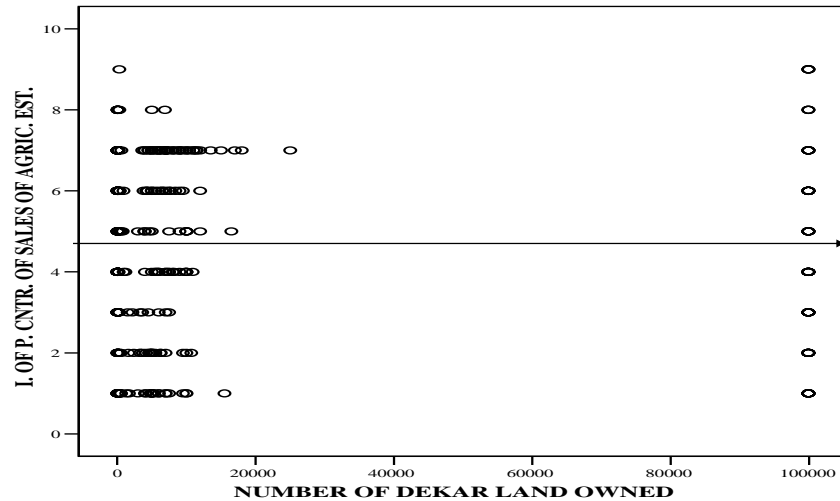 I. OF P. CNTR. OF SALES OF AGRIC. EST.
10
8
6
4
2
0
0 20000 40000 60000 80000 100000
NUMBER OF DEKAR LAND OWNED